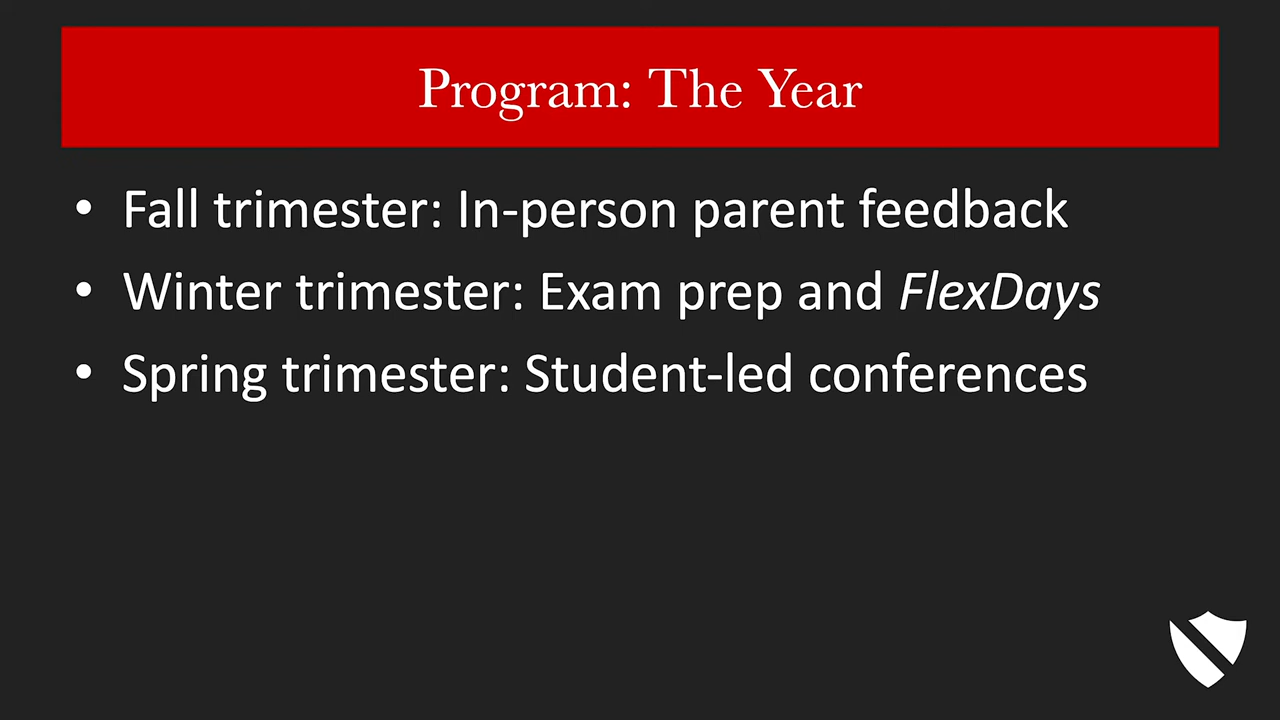 Program: The Year
• Fall trimester: In-person parent feedback
• Winter trimester: Exam prep and FlexDays
• Spring trimester: Student-led conferences